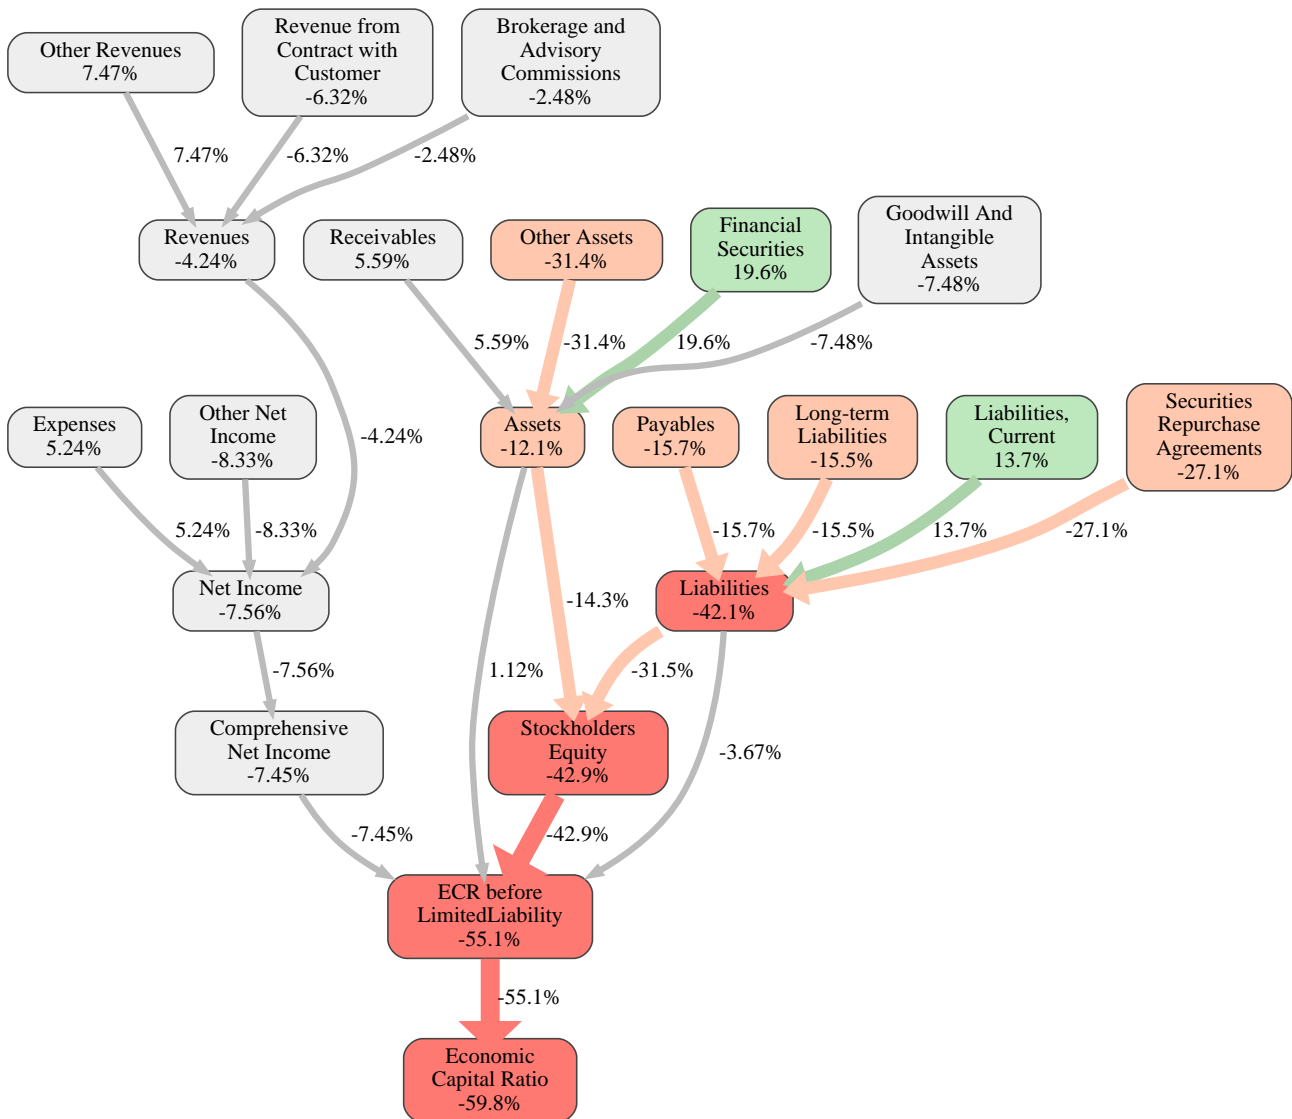 Other Revenues
7.47%
Revenue from
Contract with
Customer
-6.32%
Brokerage and
Advisory
Commissions
-2.48%
7.47%
-6.32%
-2.48%
Revenues
-4.24%
Receivables
5.59%
Other Assets
-31.4%
Financial
Securities
19.6%
Goodwill And
Intangible
Assets
-7.48%
5.59%
-31.4%
19.6%
-7.48%
Expenses
5.24%
Other Net
Income
-8.33%
-4.24%
Assets
-12.1%
Payables
-15.7%
Long-term
Liabilities
-15.5%
Liabilities,
Current
13.7%
Securities
Repurchase
Agreements
-27.1%
5.24%
-8.33%
-15.7%
-15.5%
13.7%
-27.1%
Net Income
-7.56%
-14.3%
Liabilities
-42.1%
-7.56%
1.12%
-31.5%
Comprehensive
Net Income
-7.45%
Stockholders
Equity
-42.9%
-3.67%
-7.45%
-42.9%
ECR before
LimitedLiability
-55.1%
-55.1%
Economic
Capital Ratio
-59.8%